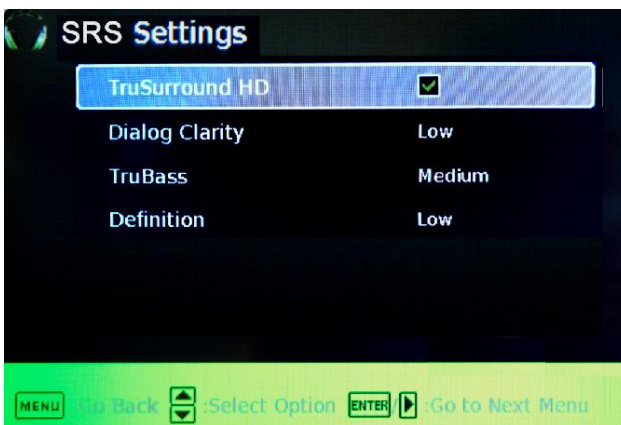 SRS Settings
TruSurround HD
Dialog Clarity Low
TruBass Medium
Definition Low
MENU :Go Back :Select Option ENTER/ :Go to Next Menu